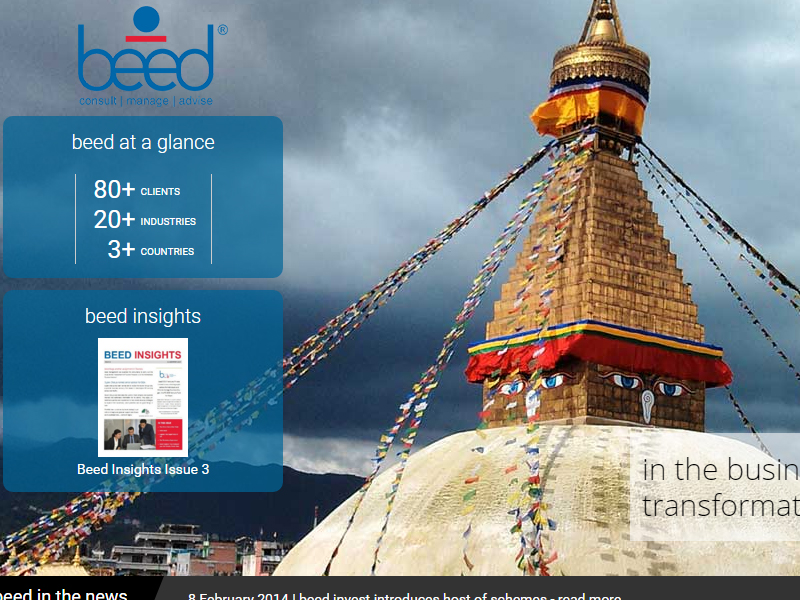 beed®
consult | manage | advise
beed at a glance
80+ CLIENTS
20+ INDUSTRIES
3+ COUNTRIES
beed insights
BEED INSIGHTS
Beed Insights Issue 3
in the busin
transformat
beed in the news
8 February 2014 | beed invest introduces host of schemes - read more